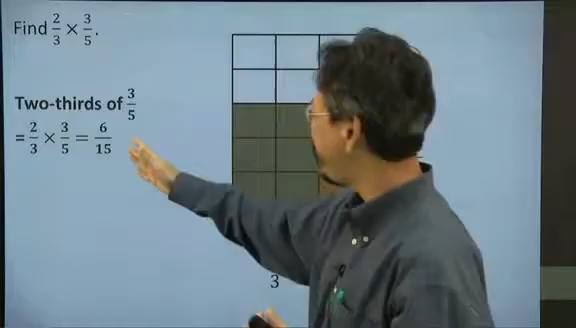 Find 2/3 × 3/5.
Two-thirds of 3/5
= 2/3 × 3/5 = 6/15
3